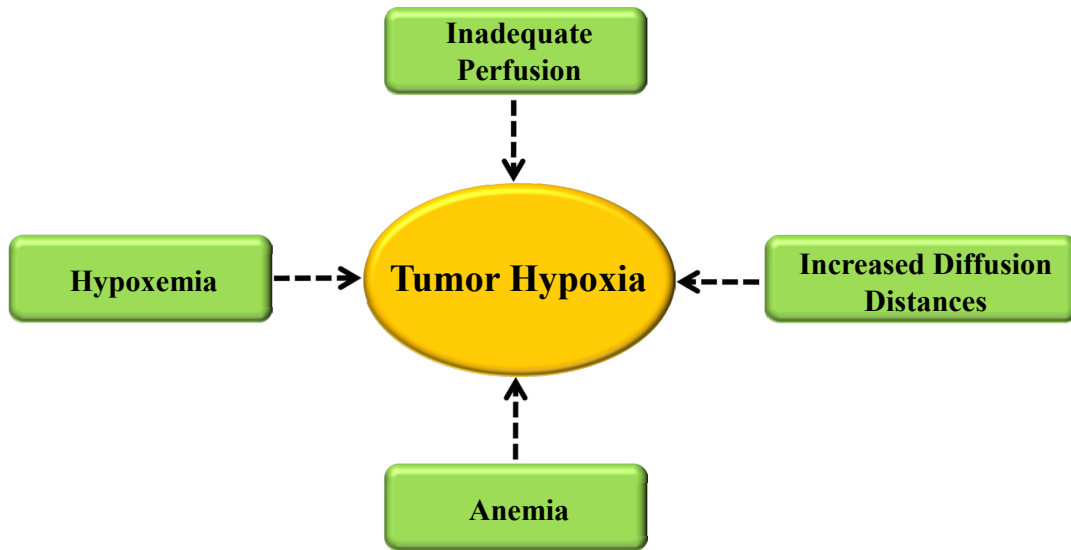 Inadequate
Perfusion
Hypoxemia
Tumor Hypoxia
Increased Diffusion
Distances
Anemia